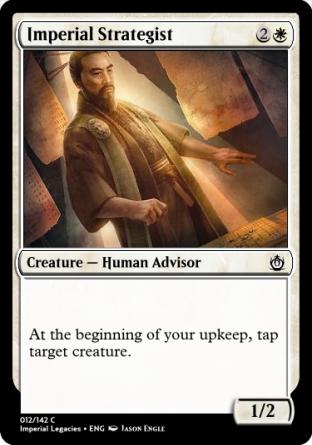 Imperial Strategist 2
Creature — Human Advisor
At the beginning of your upkeep, tap
target creature.
1/2
012/142 C
Imperial Legacies • ENG Jason Engle